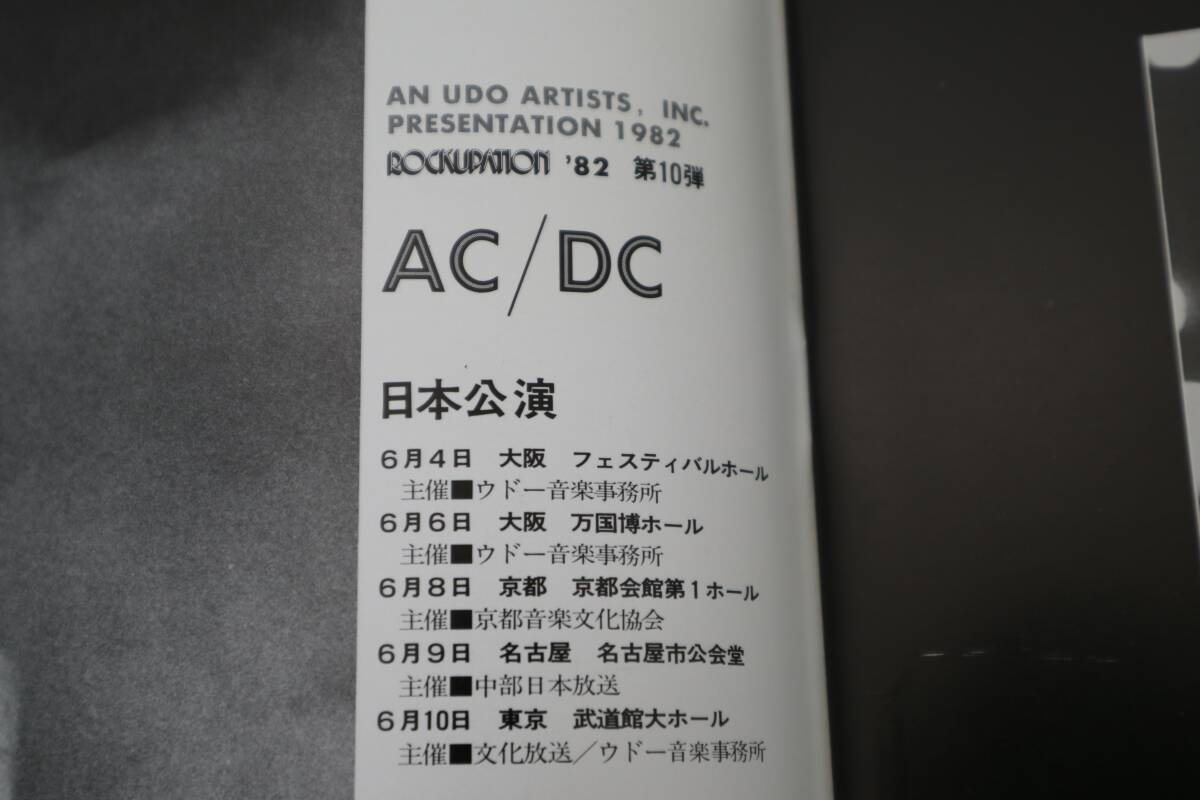 AN UDO ARTISTS, INC.
PRESENTATION 1982
ROCKUPATION '82 第10弾
AC/DC
日本公演
6月4日 大阪 フェスティバルホール
主催■ウドー音楽事務所
6月6日 大阪 万国博ホール
主催■ウドー音楽事務所
6月8日 京都 京都会館第1ホール
主催■京都音楽文化協会
6月9日 名古屋 名古屋市公会堂
主催■中部日本放送
6月10日 東京 武道館大ホール
主催■文化放送/ウドー音楽事務所